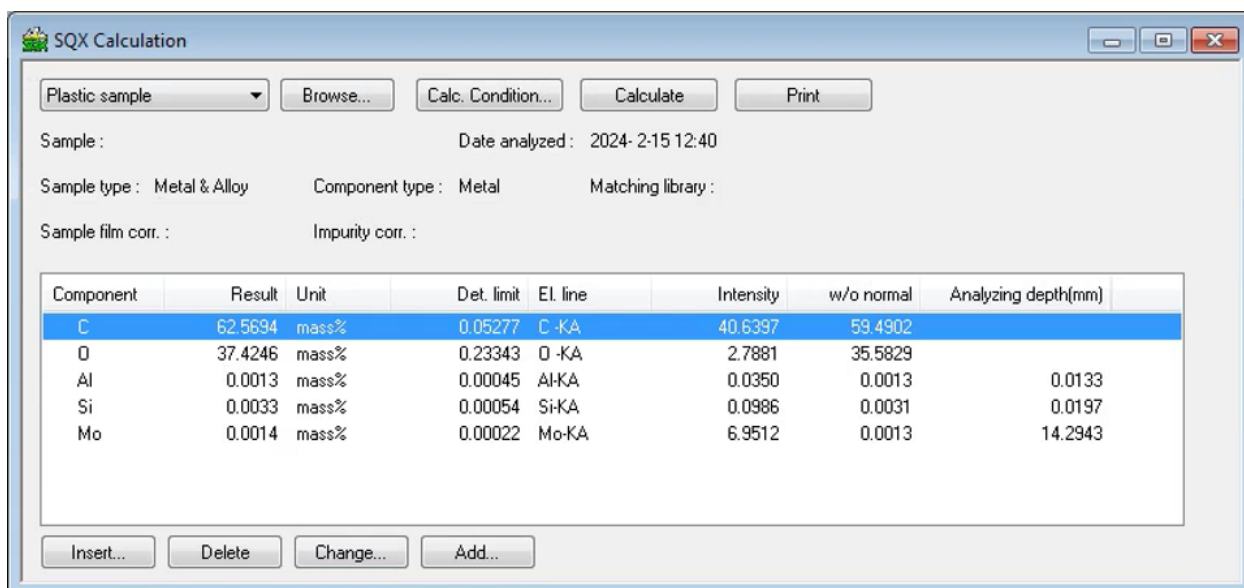 SQX Calculation
Plastic sample Browse... Calc. Condition... Calculate Print
Sample : Date analyzed : 2024- 2-15 12:40
Sample type : Metal & Alloy Component type : Metal Matching library :
Sample film corr. : Impurity corr. :
Component Result Unit Det. limit El. line Intensity w/o normal Analyzing depth(mm)
C 62.5694 mass% 0.05277 C -KA 40.6397 59.4902
O 37.4246 mass% 0.23343 O -KA 2.7881 35.5829
Al 0.0013 mass% 0.00045 Al-KA 0.0350 0.0013 0.0133
Si 0.0033 mass% 0.00054 Si-KA 0.0986 0.0031 0.0197
Mo 0.0014 mass% 0.00022 Mo-KA 6.9512 0.0013 14.2943
Insert... Delete Change... Add...